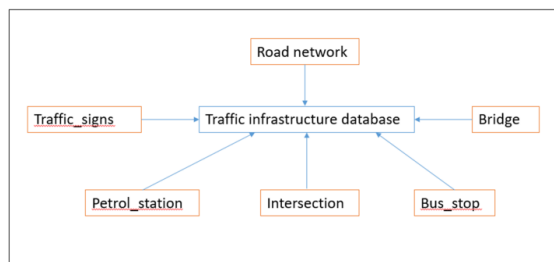 Road network
Traffic_signs
Traffic infrastructure database
Bridge
Petrol_station
Intersection
Bus_stop